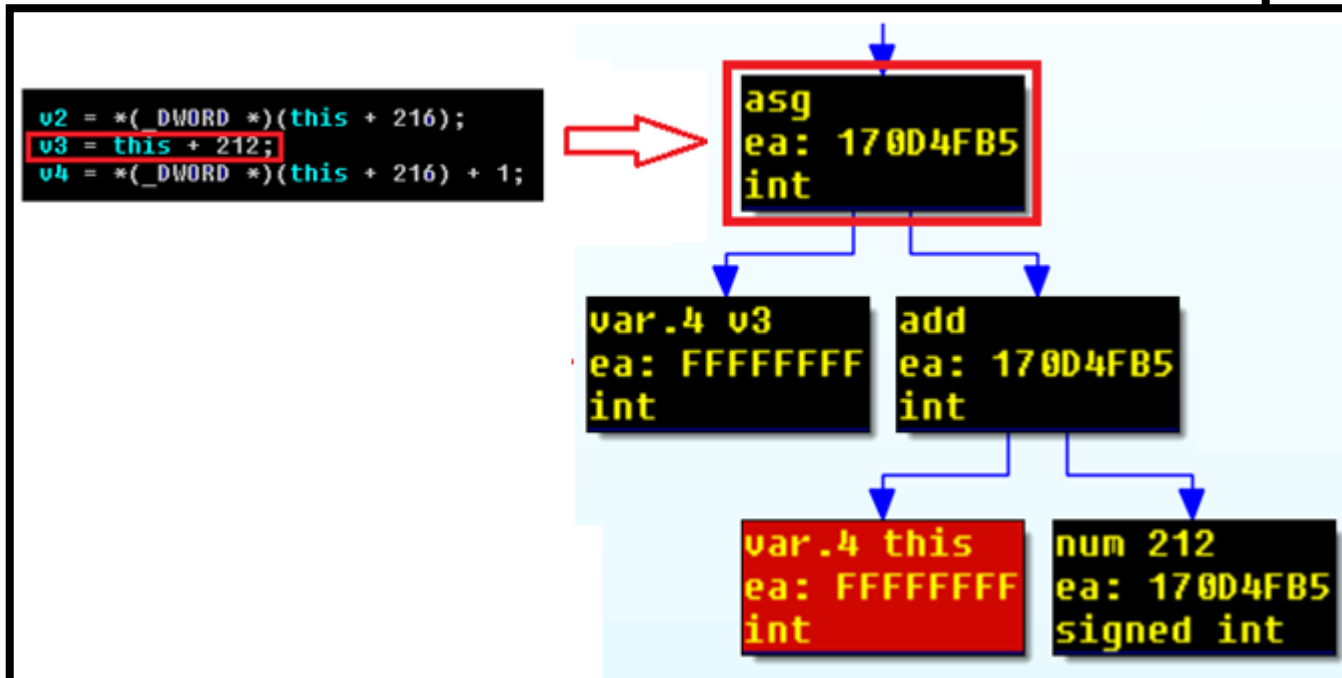 v2 = *(_DWORD *)(this + 216);
v3 = this + 212;
v4 = *(_DWORD *)(this + 216) + 1;
asg
ea: 170D4FB5
int
var.4 v3
ea: FFFFFFFF
int
add
ea: 170D4FB5
int
var.4 this
ea: FFFFFFFF
int
num 212
ea: 170D4FB5
signed int